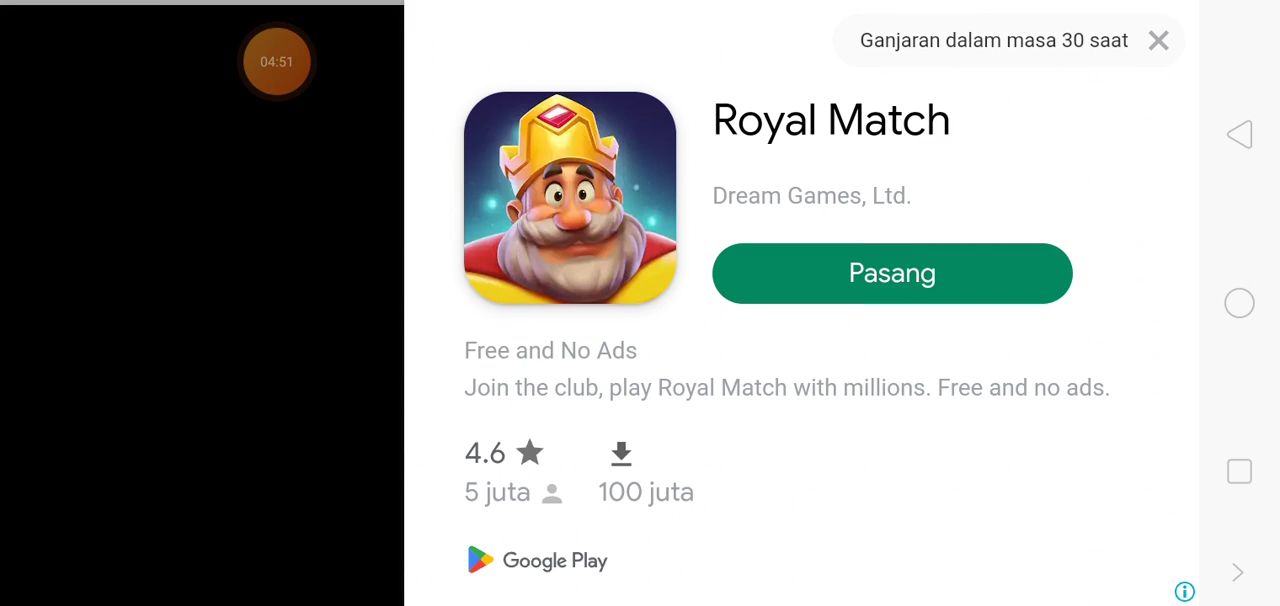 04:51
Ganjaran dalam masa 30 saat
Royal Match
Dream Games, Ltd.
Pasang
Free and No Ads
Join the club, play Royal Match with millions. Free and no ads.
4.6
5 juta 100 juta
Google Play